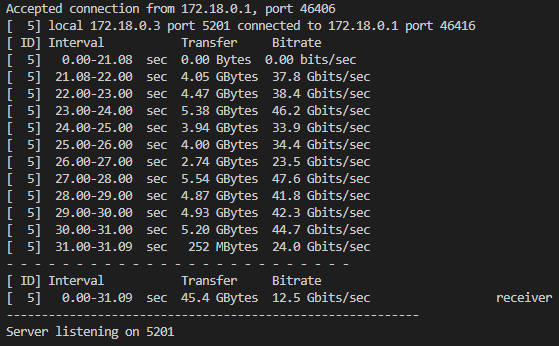 Accepted connection from 172.18.0.1, port 46406
[  5] local 172.18.0.3 port 5201 connected to 172.18.0.1 port 46416
[ ID] Interval           Transfer     Bitrate
[  5]   0.00-21.08  sec  0.00 Bytes  0.00 bits/sec
[  5]  21.08-22.00  sec  4.05 GBytes  37.8 Gbits/sec
[  5]  22.00-23.00  sec  4.47 GBytes  38.4 Gbits/sec
[  5]  23.00-24.00  sec  5.38 GBytes  46.2 Gbits/sec
[  5]  24.00-25.00  sec  3.94 GBytes  33.9 Gbits/sec
[  5]  25.00-26.00  sec  4.00 GBytes  34.4 Gbits/sec
[  5]  26.00-27.00  sec  2.74 GBytes  23.5 Gbits/sec
[  5]  27.00-28.00  sec  5.54 GBytes  47.6 Gbits/sec
[  5]  28.00-29.00  sec  4.87 GBytes  41.8 Gbits/sec
[  5]  29.00-30.00  sec  4.93 GBytes  42.3 Gbits/sec
[  5]  30.00-31.00  sec  5.20 GBytes  44.7 Gbits/sec
[  5]  31.00-31.09  sec   252 MBytes  24.0 Gbits/sec
- - - - - - - - - - - - - - - - - - - - - - - - -
[ ID] Interval           Transfer     Bitrate
[  5]   0.00-31.09  sec  45.4 GBytes  12.5 Gbits/sec                  receiver
-----------------------------------------------------------
Server listening on 5201